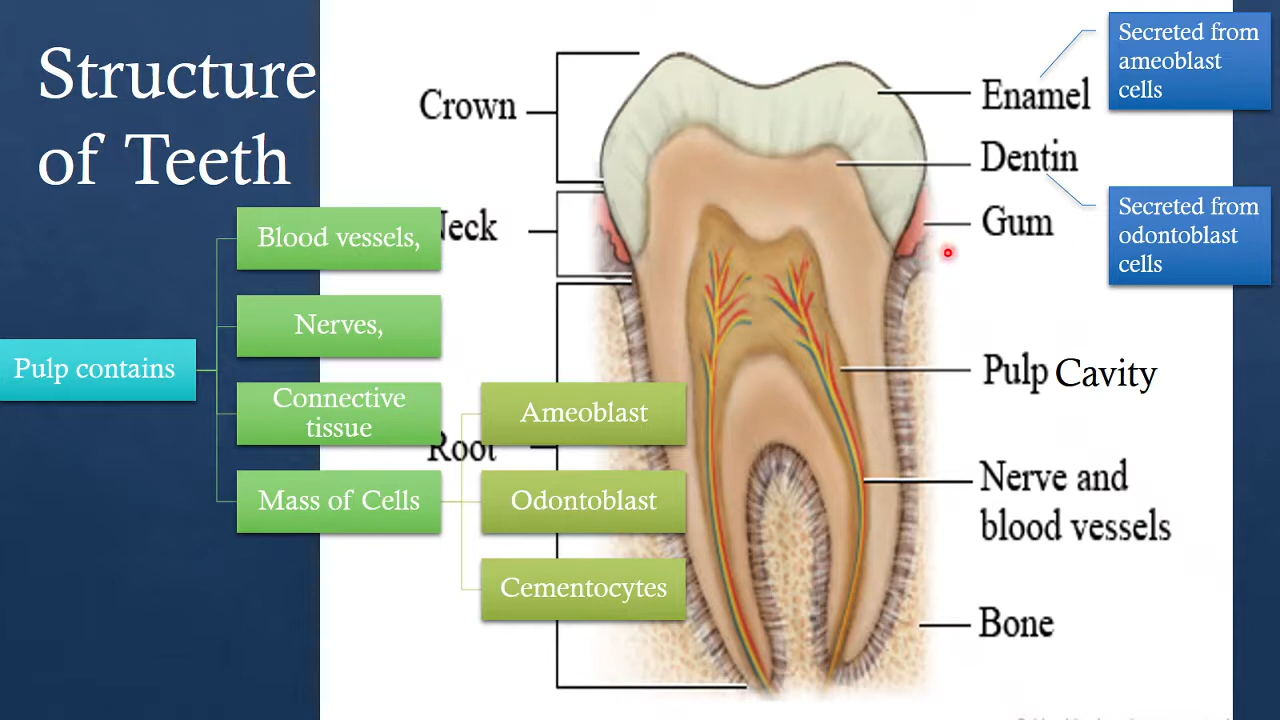 Structure
of Teeth
Crown
Neck
Root
Enamel
Dentin
Gum
Pulp Cavity
Nerve and
blood vessels
Bone
Secreted from
ameoblast
cells
Secreted from
odontoblast
cells
Pulp contains
Blood vessels,
Nerves,
Connective
tissue
Mass of Cells
Ameoblast
Odontoblast
Cementocytes